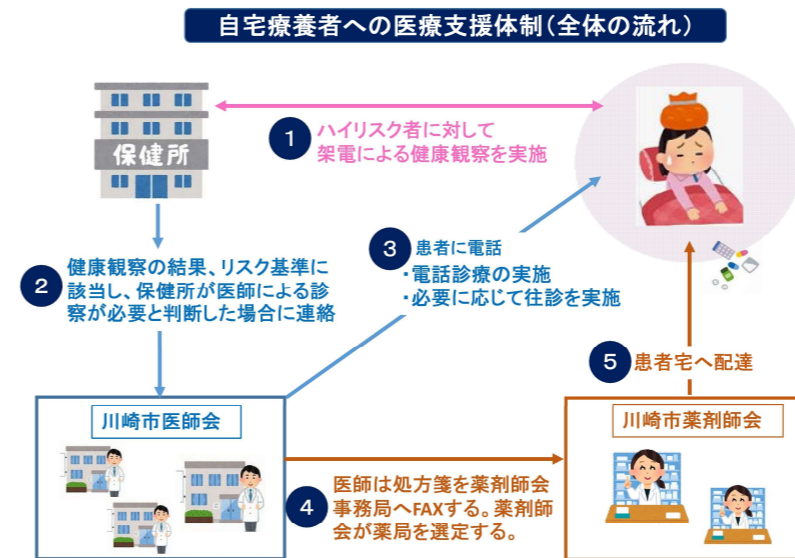 自宅療養者への医療支援体制(全体の流れ)
保健所
1
ハイリスク者に対して
架電による健康観察を実施
2
健康観察の結果、リスク基準に
該当し、保健所が医師による診
察が必要と判断した場合に連絡
3
患者に電話
・電話診療の実施
・必要に応じて往診を実施
川崎市医師会
4
医師は処方箋を薬剤師会
事務局へFAXする。薬剤師
会が薬局を選定する。
5
患者宅へ配達
川崎市薬剤師会